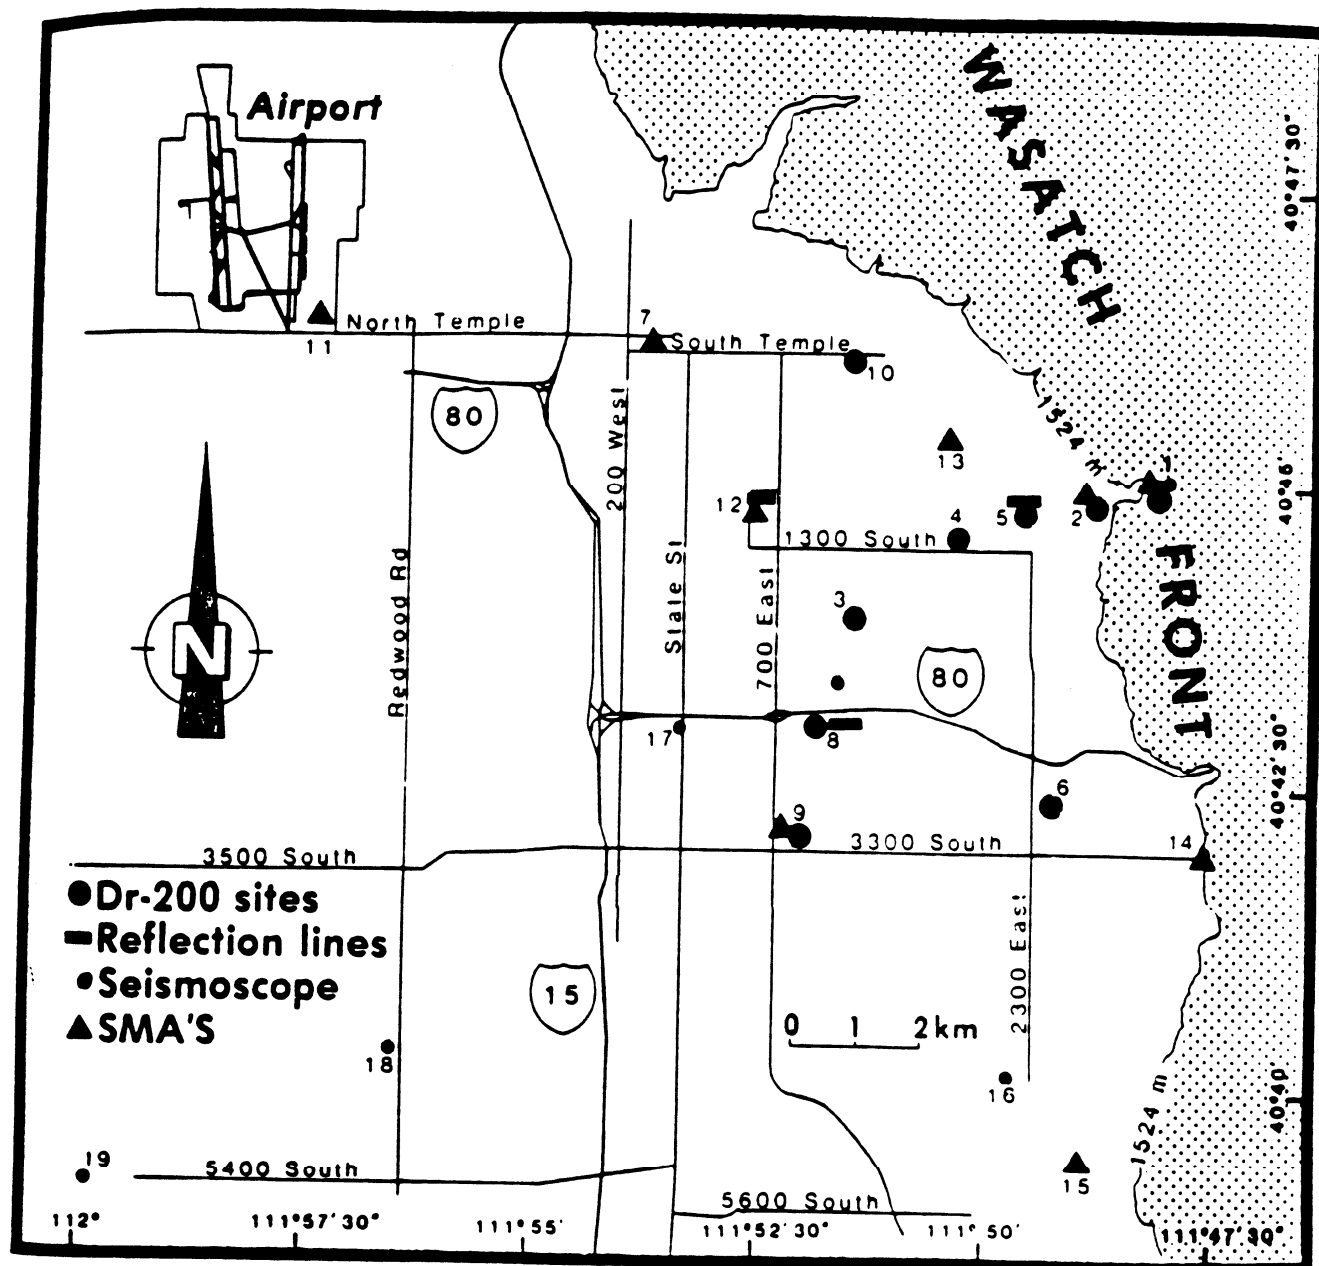 WASATCH
FRONT
Airport
40°47'30"
North Temple
11
7
South Temple
10
80
200 West
1524 m
13
1
12
4
5
2
40°45'
1300 South
State St
700 East
Redwood Rd
3
N
80
17
8
40°42'30"
6
9
3500 South
3300 South
14
Dr-200 sites
Reflection lines
Seismoscope
SMA'S
15
0 1 2km
2300 East
18
16
40°40'
1524 m
19
5400 South
15
5600 South
112°
111°57'30"
111°55'
111°52'30"
111°50'
111°47'30"